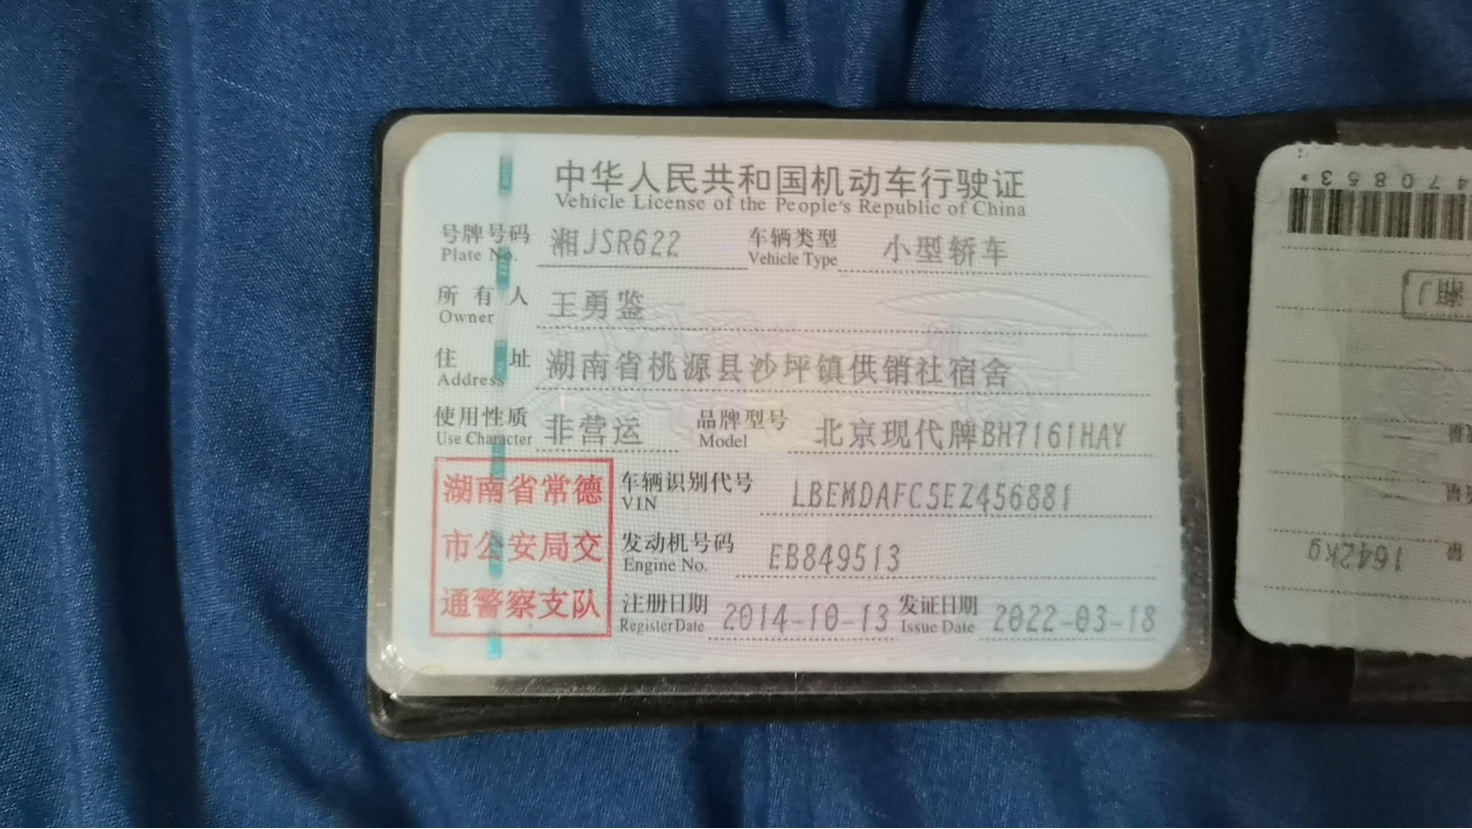 中华人民共和国机动车行驶证
Vehicle License of the People's Republic of China
号牌号码 湘JSR622 车辆类型 小型轿车
Plate No. Vehicle Type
所有人 王勇鉴
Owner
住址 湖南省桃源县沙坪镇供销社宿舍
Address
使用性质 非营运 品牌型号 北京现代牌BH7161HAY
Use Character Model
湖南省常德
市公安局交
通警察支队
车辆识别代号 LBEMDAFC5EZ456881
VIN
发动机号码 EB849513
Engine No.
注册日期 2014-10-13 发证日期 2022-03-18
Register Date Issue Date
470853*
湘J
1642kg